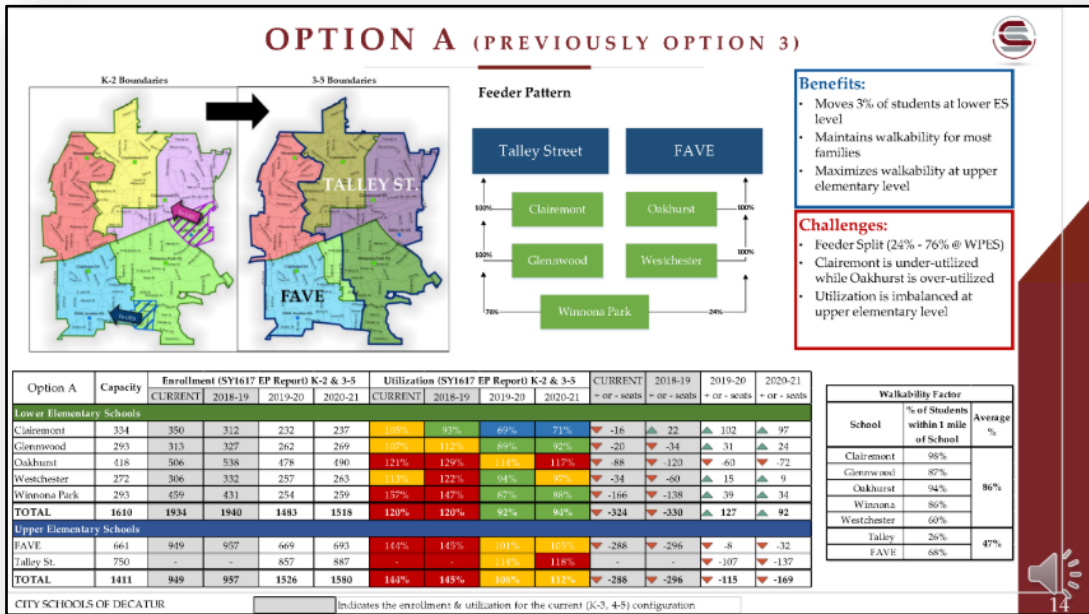 OPTION A (PREVIOUSLY OPTION 3)
K-2 Boundaries
3-5 Boundaries
TALLEY ST.
FAVE
Feeder Pattern
Talley Street
FAVE
100%
Clairemont
Oakhurst
100%
100%
Glennwood
Westchester
100%
76%
Winnona Park
24%
Benefits:
• Moves 3% of students at lower ES
level
• Maintains walkability for most
families
• Maximizes walkability at upper
elementary level
Challenges:
• Feeder Split (24% - 76% @ WPES)
• Clairemont is under-utilized
while Oakhurst is over-utilized
• Utilization is imbalanced at
upper elementary level
Option A Capacity Enrollment (SY1617 EP Report) K-2 & 3-5 Utilization (SY1617 EP Report) K-2 & 3-5 CURRENT 2018-19 2019-20 2020-21
CURRENT 2018-19 2019-20 2020-21 CURRENT 2018-19 2019-20 2020-21 + or - seats + or - seats + or - seats + or - seats
Lower Elementary Schools
Clairemont 334 350 312 232 237 105% 93% 69% 71% -16 22 102 97
Glennwood 293 313 327 262 269 107% 112% 89% 92% -20 -34 31 24
Oakhurst 418 506 538 478 490 121% 129% 114% 117% -88 -120 -60 -72
Westchester 272 306 332 257 263 113% 122% 94% 97% -34 -60 15 9
Winnona Park 293 459 431 254 259 157% 147% 87% 88% -166 -138 39 34
TOTAL 1610 1934 1940 1483 1518 120% 120% 92% 94% -324 -330 127 92
Upper Elementary Schools
FAVE 661 949 957 669 693 144% 145% 101% 105% -288 -296 -8 -32
Talley St. 750 - - 857 887 - - 114% 118% - - -107 -137
TOTAL 1411 949 957 1526 1580 144% 145% 108% 112% -288 -296 -115 -169
Walkability Factor
School % of Students within 1 mile of School Average %
Clairemont 98%
Glennwood 87%
Oakhurst 94%
86%
Winnona 86%
Westchester 60%
Talley 26%
47%
FAVE 68%
CITY SCHOOLS OF DECATUR
Indicates the enrollment & utilization for the current (K-3, 4-5) configuration
14